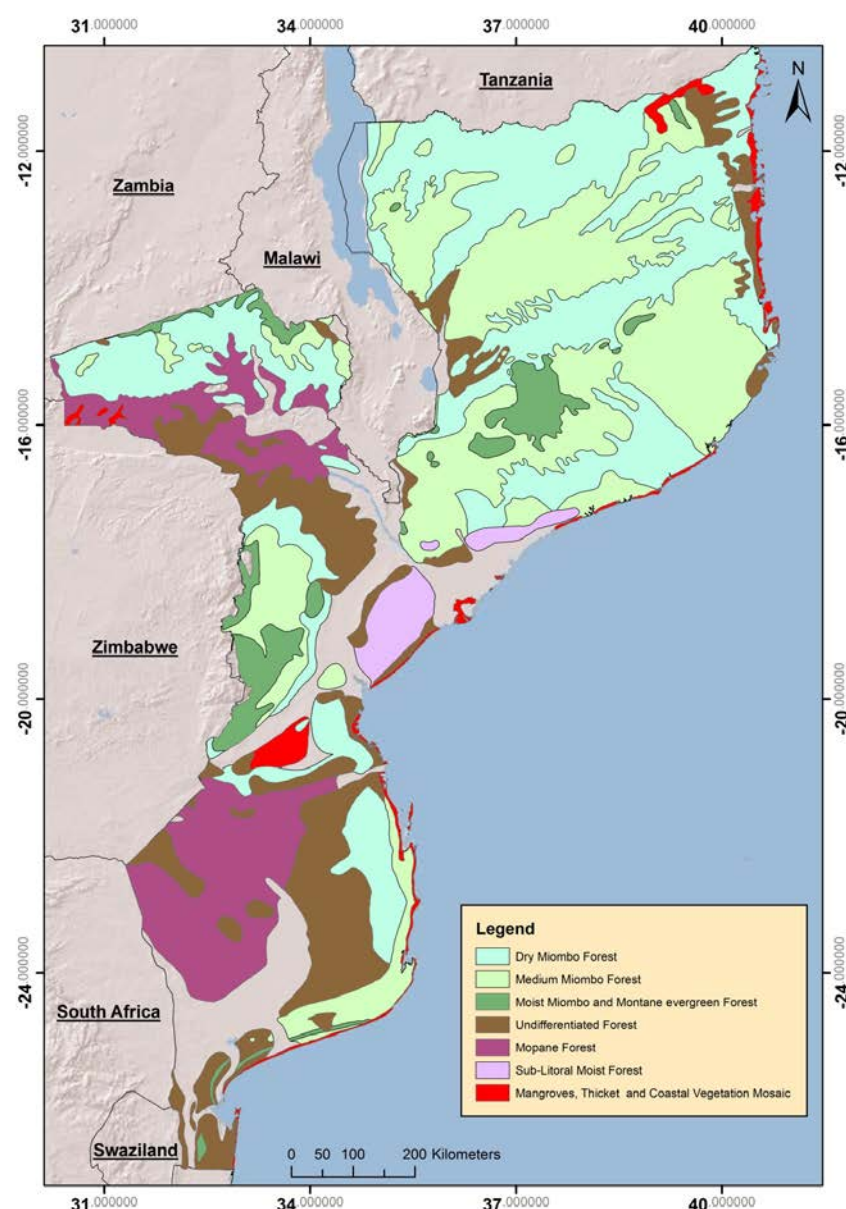 31.000000 34.000000 37.000000 40.000000
Tanzania
N
-12.000000 -12.000000
Zambia
Malawi
-16.000000 -16.000000
Zimbabwe
-20.000000 -20.000000
Legend
Dry Miombo Forest
Medium Miombo Forest
-24.000000 -24.000000
Moist Miombo and Montane evergreen Forest
South Africa
Undifferentiated Forest
Mopane Forest
Sub-Litoral Moist Forest
Mangroves, Thicket and Coastal Vegetation Mosaic
Swaziland
0 50 100 200 Kilometers
31.000000 34.000000 37.000000 40.000000